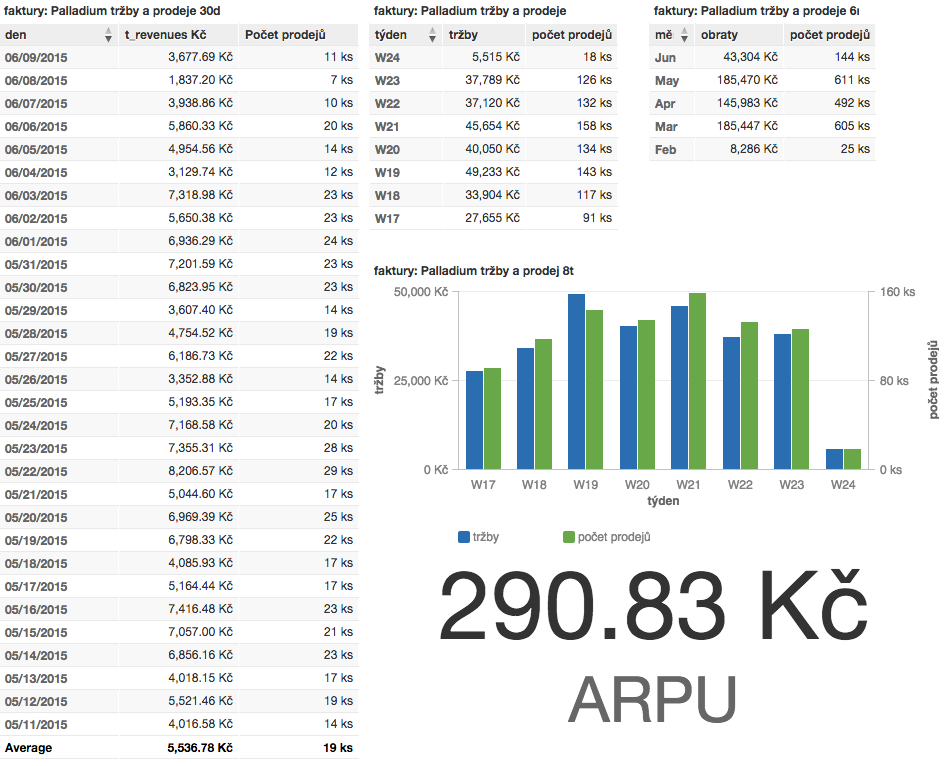 faktury: Palladium tržby a prodeje 30d
den t_revenues Kč Počet prodejů
06/09/2015 3,677.69 Kč 11 ks
06/08/2015 1,837.20 Kč 7 ks
06/07/2015 3,938.86 Kč 10 ks
06/06/2015 5,860.33 Kč 20 ks
06/05/2015 4,954.56 Kč 14 ks
06/04/2015 3,129.74 Kč 12 ks
06/03/2015 7,318.98 Kč 23 ks
06/02/2015 5,650.38 Kč 23 ks
06/01/2015 6,936.29 Kč 24 ks
05/31/2015 7,201.59 Kč 23 ks
05/30/2015 6,823.95 Kč 23 ks
05/29/2015 3,607.40 Kč 14 ks
05/28/2015 4,754.52 Kč 19 ks
05/27/2015 6,186.73 Kč 22 ks
05/26/2015 3,352.88 Kč 14 ks
05/25/2015 5,193.35 Kč 17 ks
05/24/2015 7,168.58 Kč 20 ks
05/23/2015 7,355.31 Kč 28 ks
05/22/2015 8,206.57 Kč 29 ks
05/21/2015 5,044.60 Kč 17 ks
05/20/2015 6,969.39 Kč 25 ks
05/19/2015 6,798.33 Kč 22 ks
05/18/2015 4,085.93 Kč 17 ks
05/17/2015 5,164.44 Kč 17 ks
05/16/2015 7,416.48 Kč 23 ks
05/15/2015 7,057.00 Kč 21 ks
05/14/2015 6,856.16 Kč 23 ks
05/13/2015 4,018.15 Kč 17 ks
05/12/2015 5,521.46 Kč 19 ks
05/11/2015 4,016.58 Kč 14 ks
Average 5,536.78 Kč 19 ks
faktury: Palladium tržby a prodeje
týden tržby počet prodejů
W24 5,515 Kč 18 ks
W23 37,789 Kč 126 ks
W22 37,120 Kč 132 ks
W21 45,654 Kč 158 ks
W20 40,050 Kč 134 ks
W19 49,233 Kč 143 ks
W18 33,904 Kč 117 ks
W17 27,655 Kč 91 ks
faktury: Palladium tržby a prodeje 6
mě obraty počet prodejů
Jun 43,304 Kč 144 ks
May 185,470 Kč 611 ks
Apr 145,983 Kč 492 ks
Mar 185,447 Kč 605 ks
Feb 8,286 Kč 25 ks
faktury: Palladium tržby a prodej 8t
50,000 Kč 160 ks
25,000 Kč 80 ks
0 Kč 0 ks
tržby
počet prodejů
W17 W18 W19 W20 W21 W22 W23 W24
týden
tržby počet prodejů
290.83 Kč
ARPU